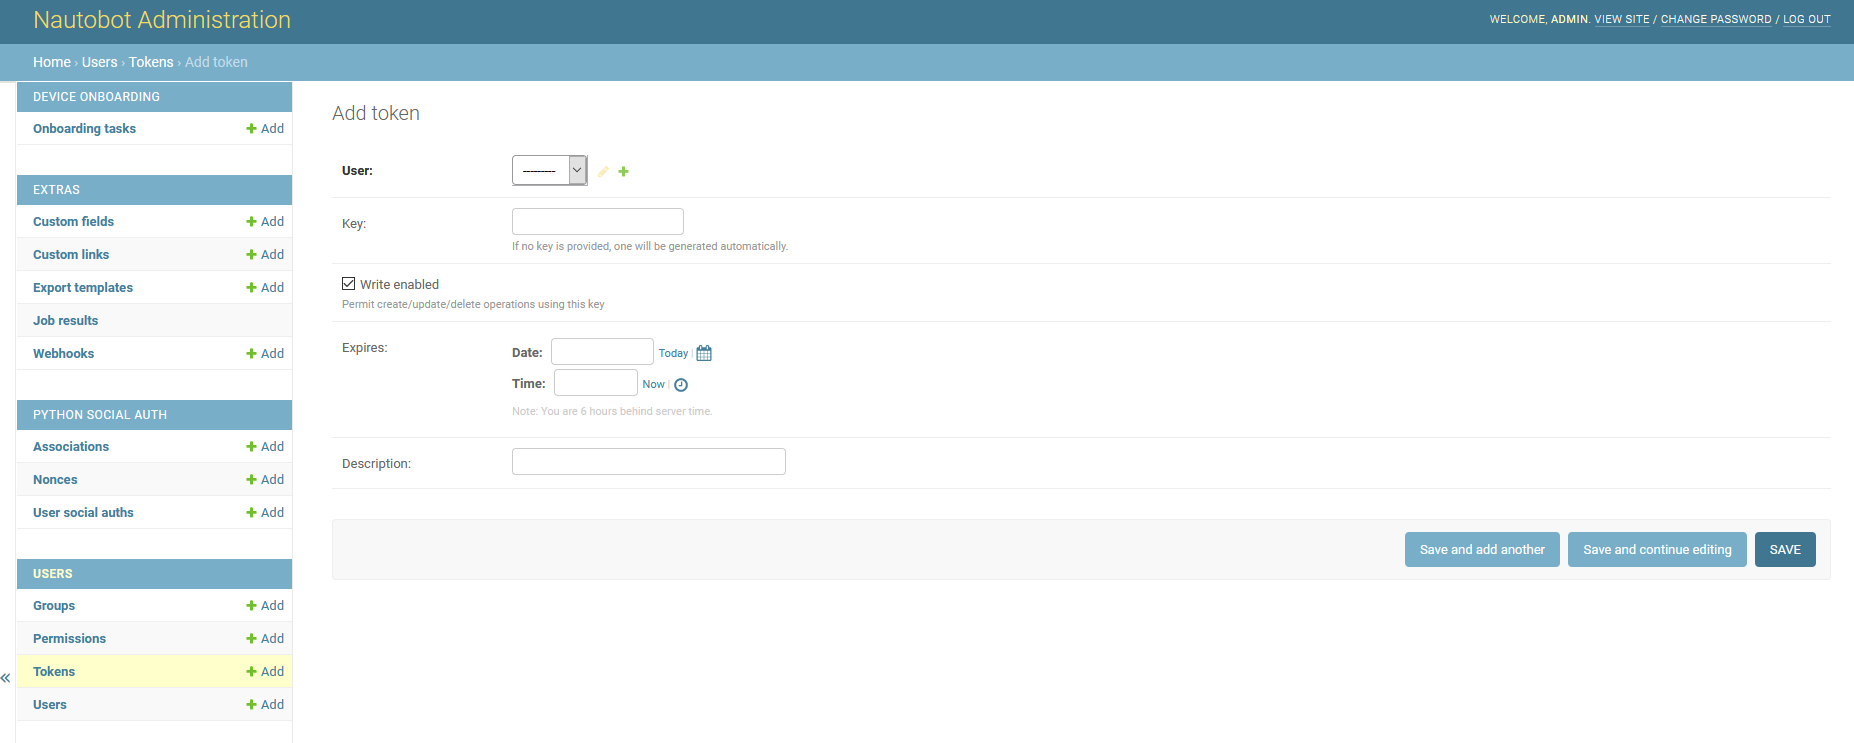 Nautobot Administration
WELCOME, ADMIN. VIEW SITE / CHANGE PASSWORD / LOG OUT
Home › Users › Tokens › Add token
DEVICE ONBOARDING
Onboarding tasks Add
EXTRAS
Custom fields Add
Custom links Add
Export templates Add
Job results
Webhooks Add
PYTHON SOCIAL AUTH
Associations Add
Nonces Add
User social auths Add
USERS
Groups Add
Permissions Add
Tokens Add
Users Add
«
Add token
User: ---------
Key:
If no key is provided, one will be generated automatically.
Write enabled
Permit create/update/delete operations using this key
Expires:
Date: Today |
Time: Now |
Note: You are 6 hours behind server time.
Description:
Save and add another Save and continue editing SAVE